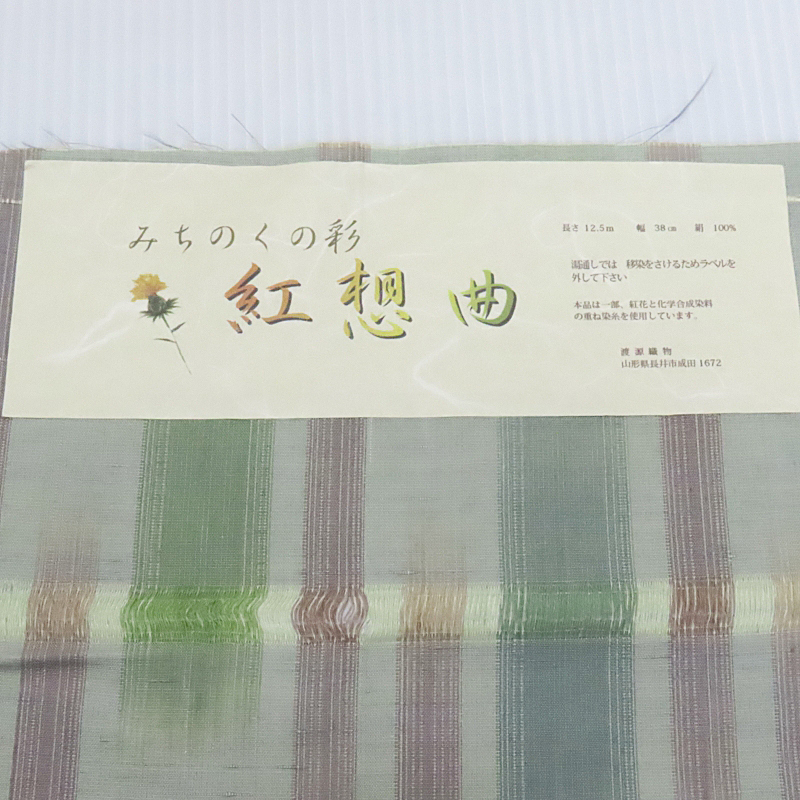 みちのくの彩
紅想曲
長さ 12.5m 幅 38㎝ 絹 100%
湯通しでは 移染をさけるためラベルを
外して下さい
本品は一部、紅花と化学合成染料
の重ね染糸を使用しています。
渡源織物
山形県長井市成田1672